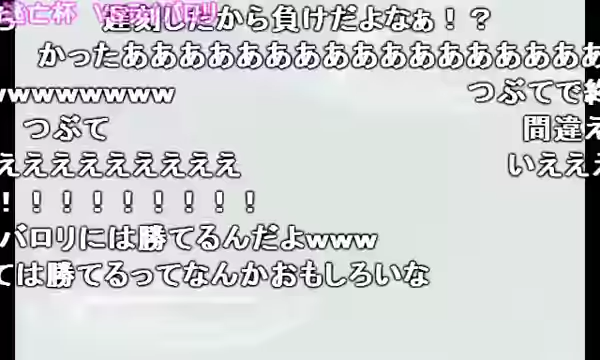 遅刻したから負けだよなぁ！？
かったああああああああああああああああああ
wwwwwwwww
つぶてで
つぶて
間違え
えええええええええ
いええええ
！！！！！！！！！
バロリには勝てるんだよwww
ては勝てるってなんかおもしろいな